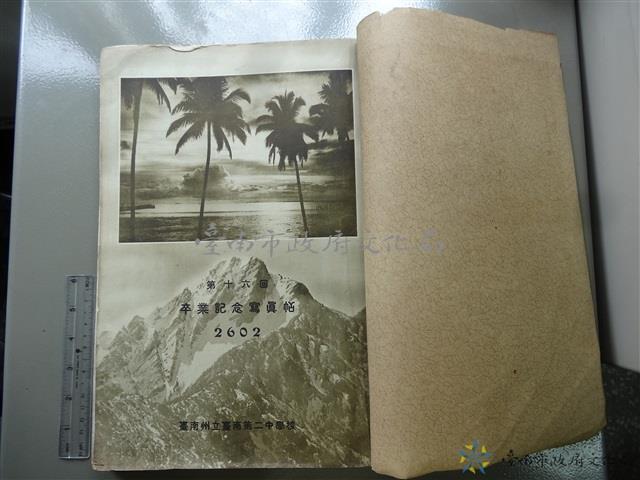 臺南市政府文化局
第十六回
卒業記念寫眞帖
2602
臺南州立臺南第二中學校
臺南市政府文化局